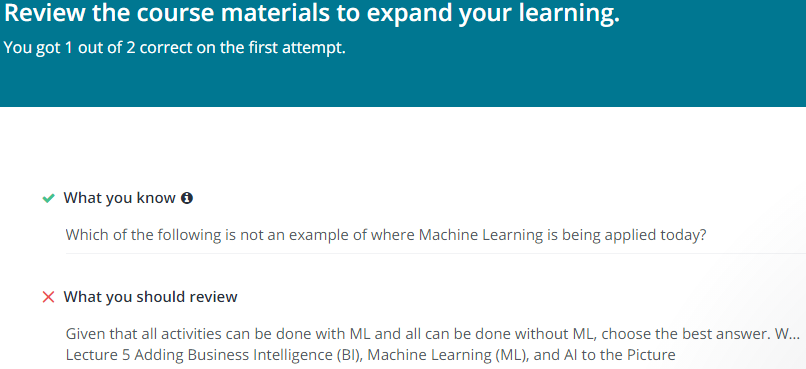 Review the course materials to expand your learning.
You got 1 out of 2 correct on the first attempt.
What you know
Which of the following is not an example of where Machine Learning is being applied today?
What you should review
Given that all activities can be done with ML and all can be done without ML, choose the best answer. W...
Lecture 5 Adding Business Intelligence (BI), Machine Learning (ML), and AI to the Picture